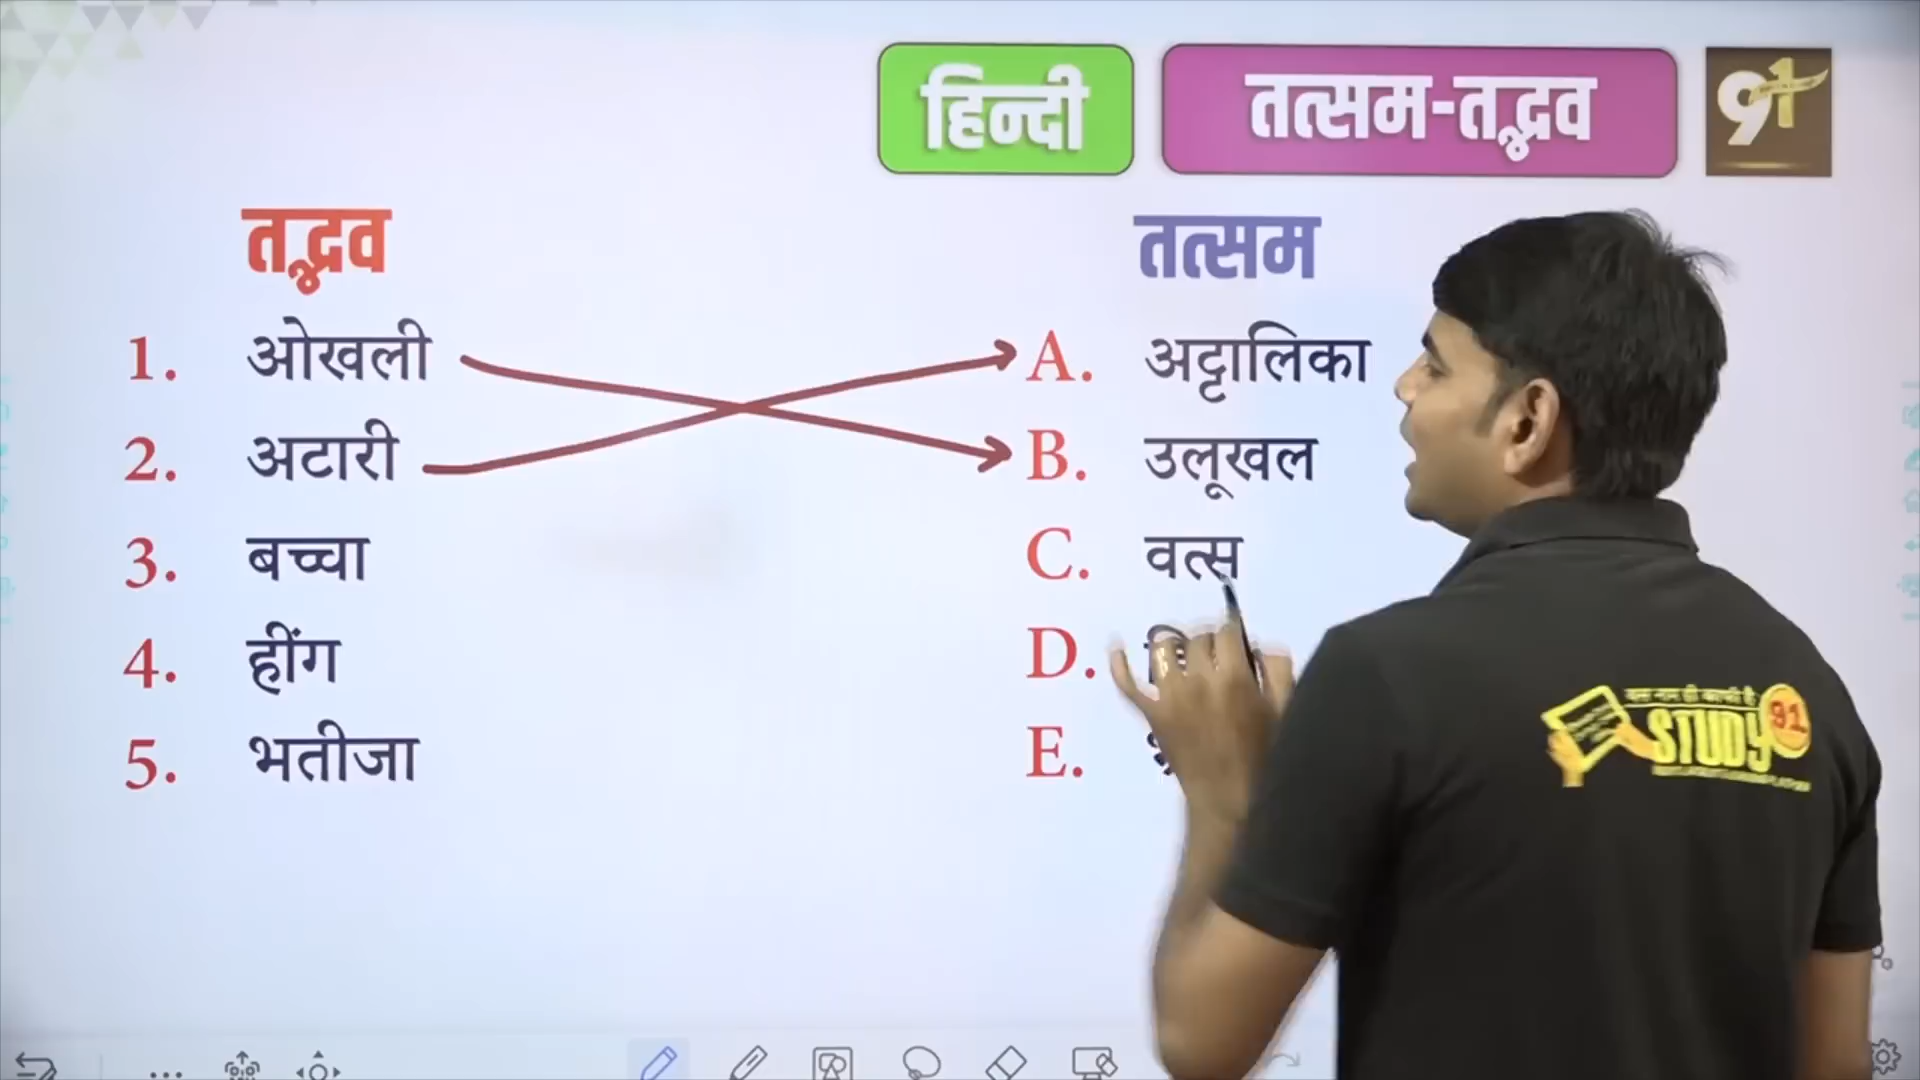 हिन्दी
तत्सम-तद्भव
91
तद्भव
तत्सम
1. ओखली
A. अट्टालिका
2. अटारी
B. उलूखल
3. बच्चा
C. वत्स
4. हींग
D.
5. भतीजा
E.
STUDY 91